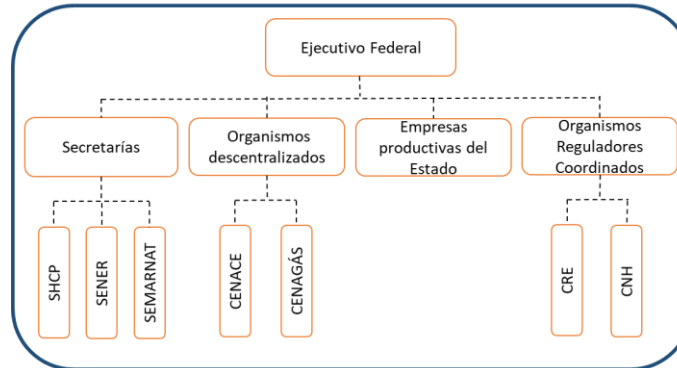 Ejecutivo Federal
Secretarías
Organismos
descentralizados
Empresas
productivas del
Estado
Organismos
Reguladores
Coordinados
SHCP
SENER
SEMARNAT
CENACE
CENAGÁS
CRE
CNH